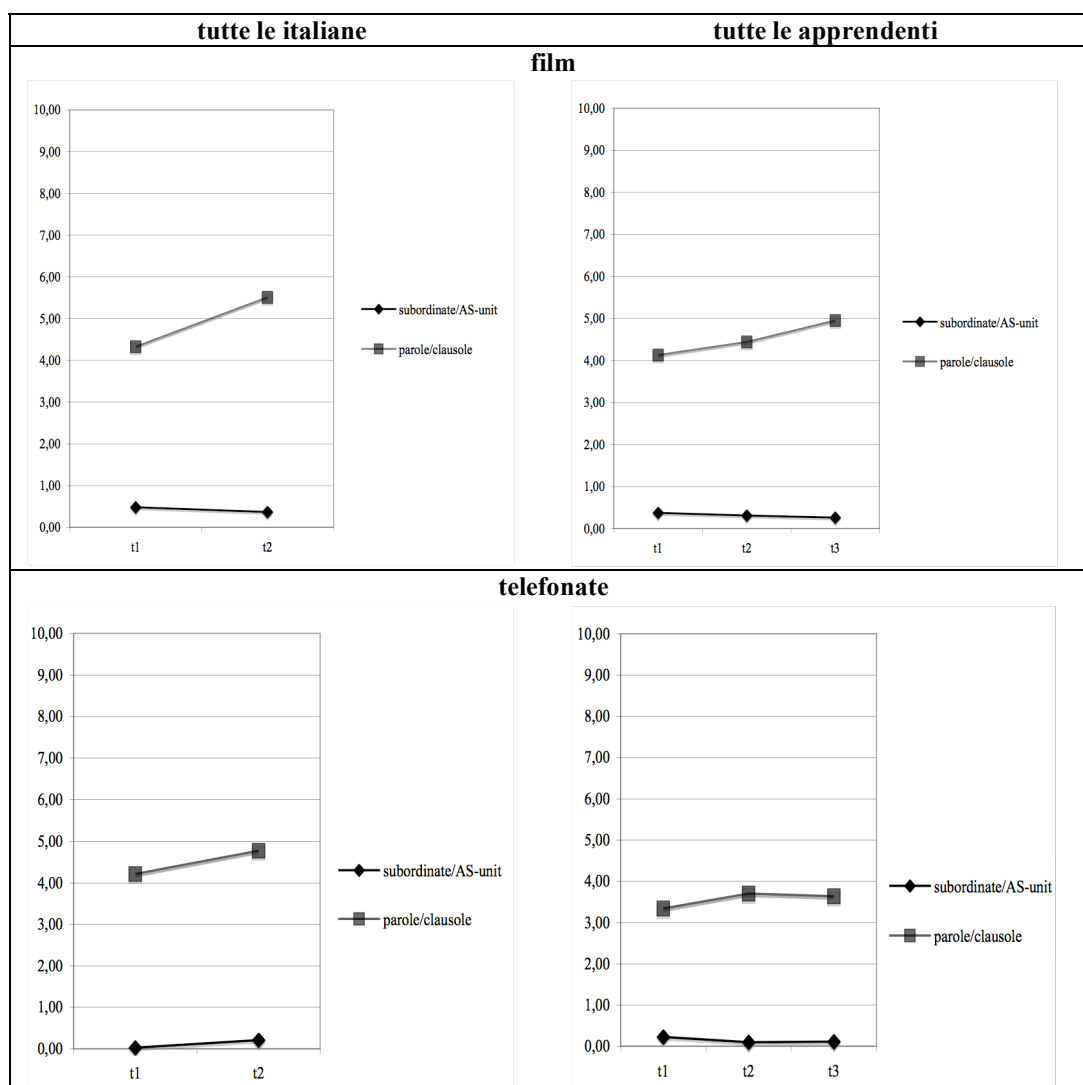 tutte le italiane tutte le apprendenti
film
10,00
9,00
8,00
7,00
6,00
5,00
4,00
3,00
2,00
1,00
0,00
t1 t2
subordinate/AS-unit
parole/clausole
10,00
9,00
8,00
7,00
6,00
5,00
4,00
3,00
2,00
1,00
0,00
t1 t2 t3
subordinate/AS-unit
parole/clausole
telefonate
10,00
9,00
8,00
7,00
6,00
5,00
4,00
3,00
2,00
1,00
0,00
t1 t2
subordinate/AS-unit
parole/clausole
10,00
9,00
8,00
7,00
6,00
5,00
4,00
3,00
2,00
1,00
0,00
t1 t2 t3
subordinate/AS-unit
parole/clausole